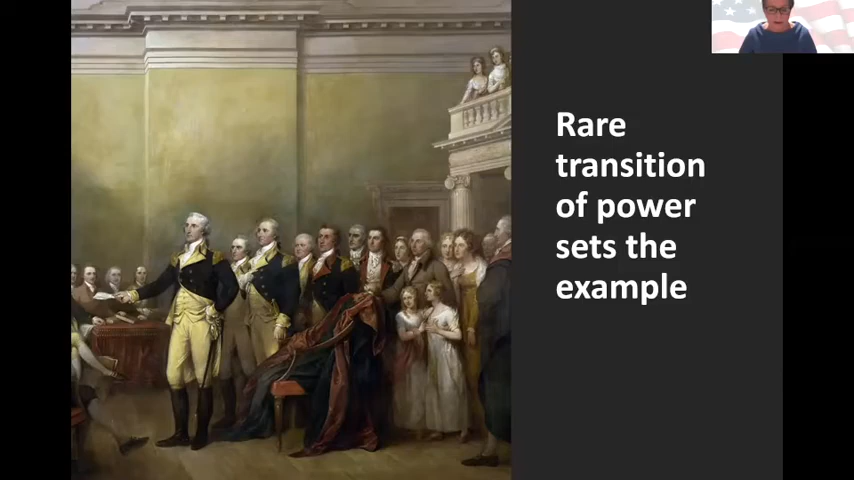 Rare
transition
of power
sets the
example